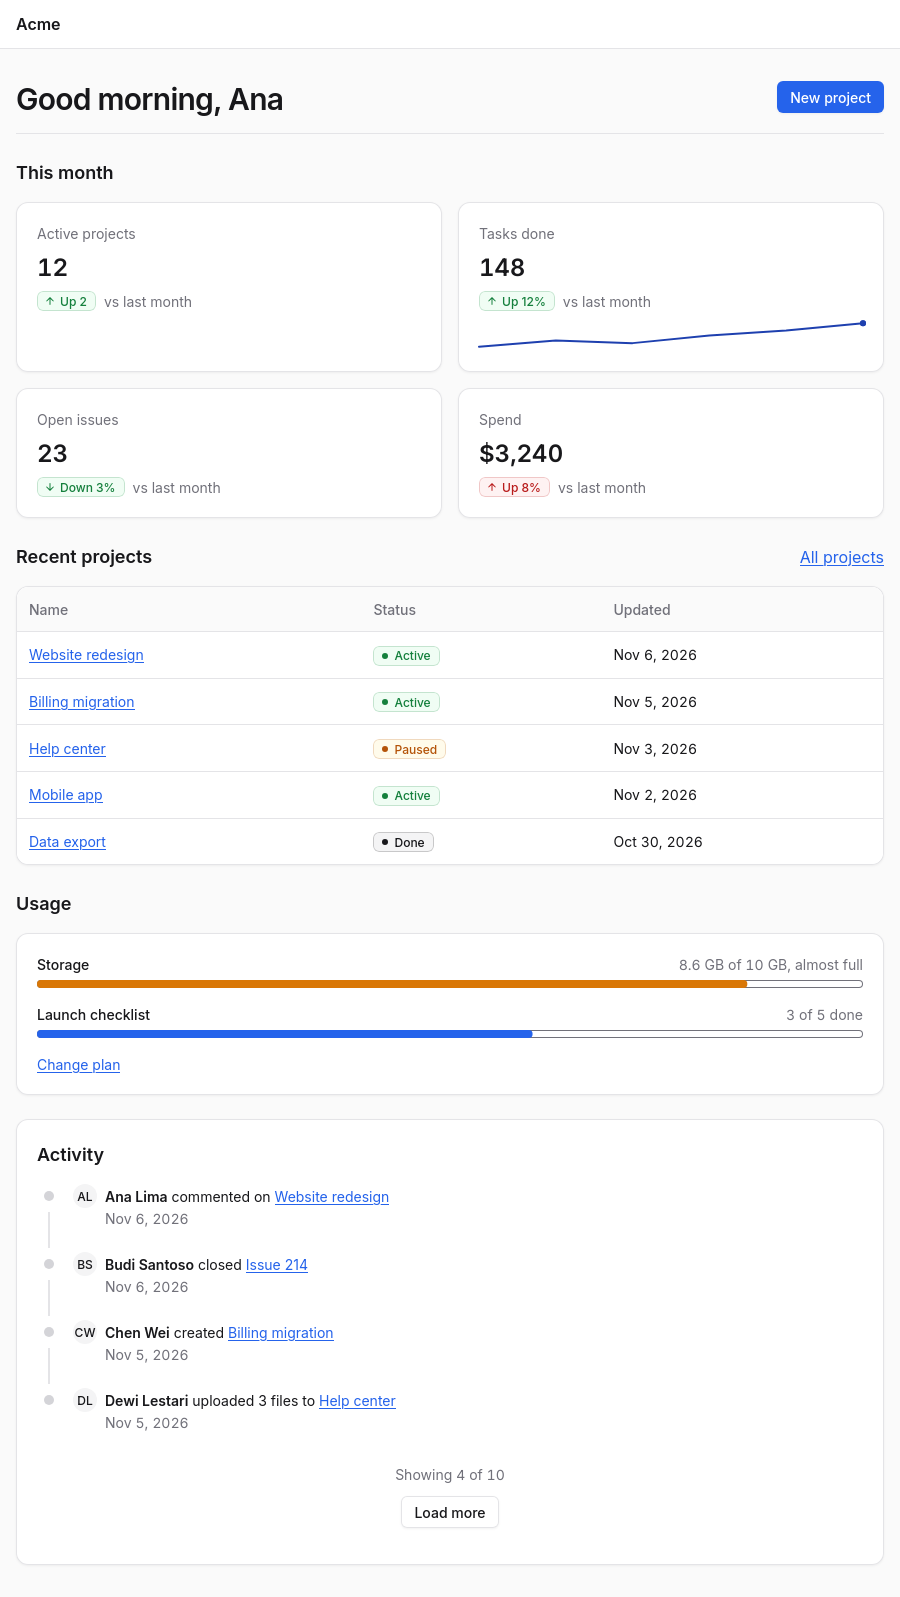 Acme
Good morning, Ana
New project
This month
Active projects
12
↑ Up 2 vs last month
Tasks done
148
↑ Up 12% vs last month
Open issues
23
↓ Down 3% vs last month
Spend
$3,240
↑ Up 8% vs last month
Recent projects
All projects
Name Status Updated
Website redesign Active Nov 6, 2026
Billing migration Active Nov 5, 2026
Help center Paused Nov 3, 2026
Mobile app Active Nov 2, 2026
Data export Done Oct 30, 2026
Usage
Storage 8.6 GB of 10 GB, almost full
Launch checklist 3 of 5 done
Change plan
Activity
AL Ana Lima commented on Website redesign
Nov 6, 2026
BS Budi Santoso closed Issue 214
Nov 6, 2026
CW Chen Wei created Billing migration
Nov 5, 2026
DL Dewi Lestari uploaded 3 files to Help center
Nov 5, 2026
Showing 4 of 10
Load more